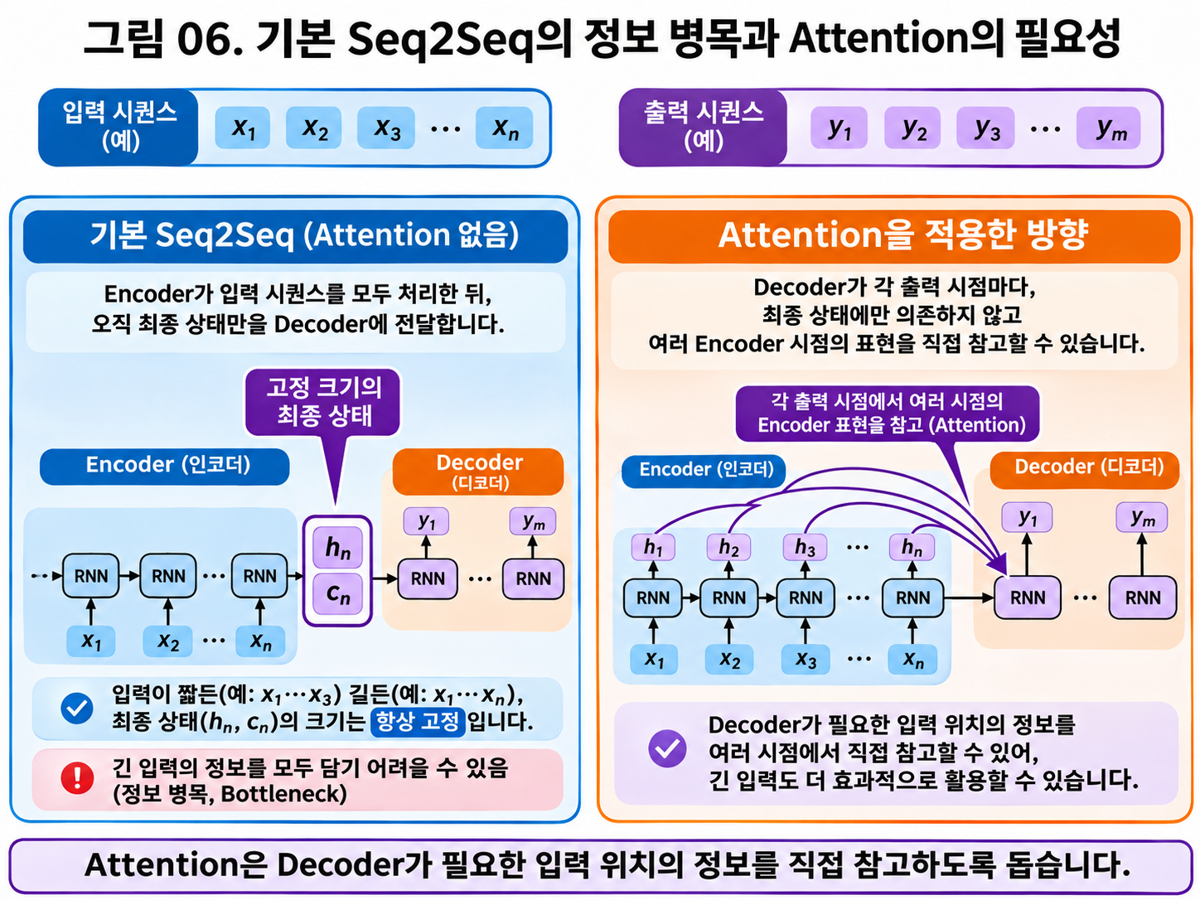 그림 06. 기본 Seq2Seq의 정보 병목과 Attention의 필요성
입력 시퀀스
(예)
x1 x2 x3 ··· xn
출력 시퀀스
(예)
y1 y2 y3 ··· ym
기본 Seq2Seq (Attention 없음)
Encoder가 입력 시퀀스를 모두 처리한 뒤,
오직 최종 상태만을 Decoder에 전달합니다.
고정 크기의
최종 상태
Encoder (인코더)
Decoder
(디코더)
y1 ym
hn
cn
RNN RNN ··· RNN
RNN ··· RNN
x1 x2 ··· xn
입력이 짧든(예: x1···x3) 길든(예: x1···xn),
최종 상태(hn, cn)의 크기는 항상 고정 입니다.
긴 입력의 정보를 모두 담기 어려울 수 있음
(정보 병목, Bottleneck)
Attention을 적용한 방향
Decoder가 각 출력 시점마다,
최종 상태에만 의존하지 않고
여러 Encoder 시점의 표현을 직접 참고할 수 있습니다.
각 출력 시점에서 여러 시점의
Encoder 표현을 참고 (Attention)
Encoder (인코더)
Decoder (디코더)
y1 ym
h1 h2 h3 ··· hn
RNN RNN RNN ··· RNN
RNN ··· RNN
x1 x2 x3 ··· xn
Decoder가 필요한 입력 위치의 정보를
여러 시점에서 직접 참고할 수 있어,
긴 입력도 더 효과적으로 활용할 수 있습니다.
Attention은 Decoder가 필요한 입력 위치의 정보를 직접 참고하도록 돕습니다.